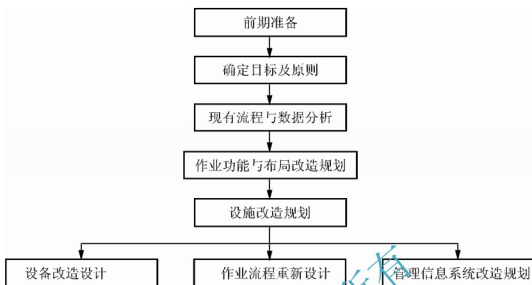 前期准备
确定目标及原则
现有流程与数据分析
作业功能与布局改造规划
设施改造规划
设备改造设计
作业流程重新设计
管理信息系统改造规划
所有